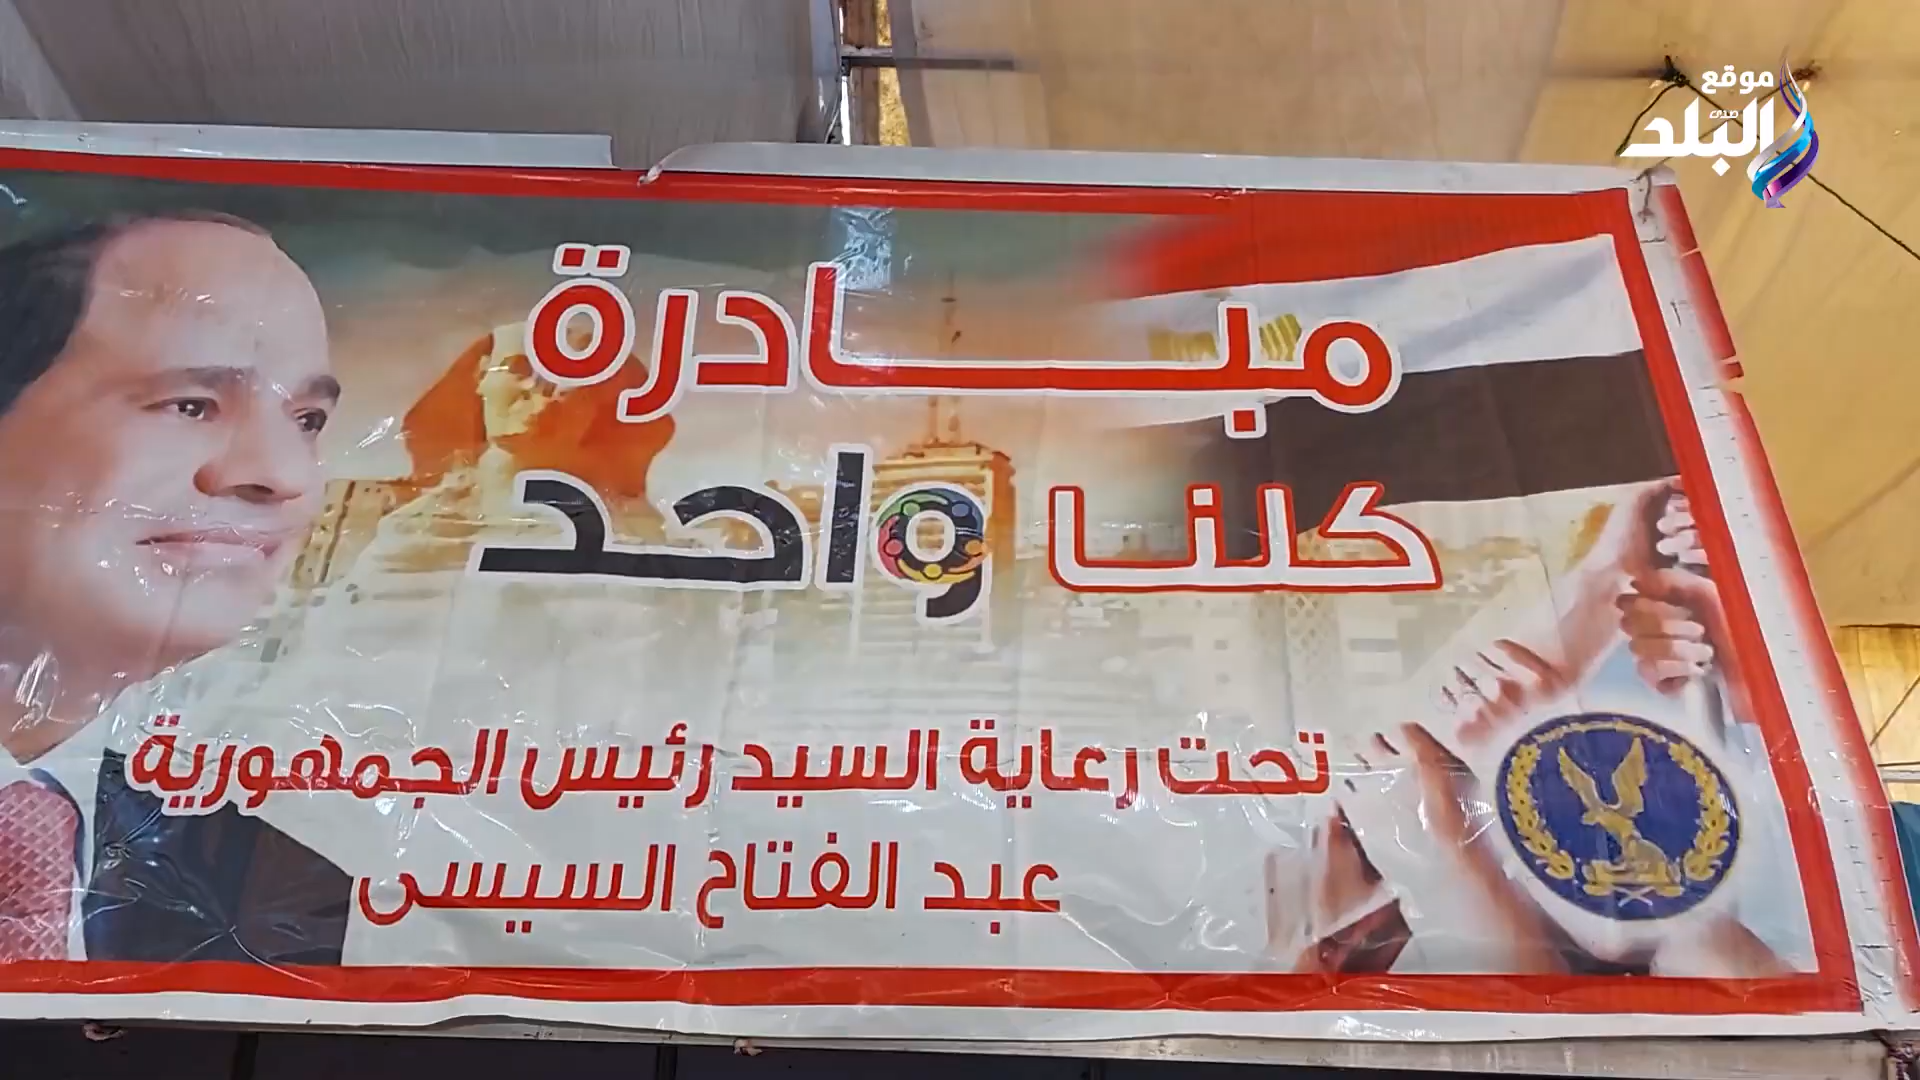 موقع
صدى
البلد
مبادرة
كلنا واحد
تحت رعاية السيد رئيس الجمهورية
عبد الفتاح السيسى